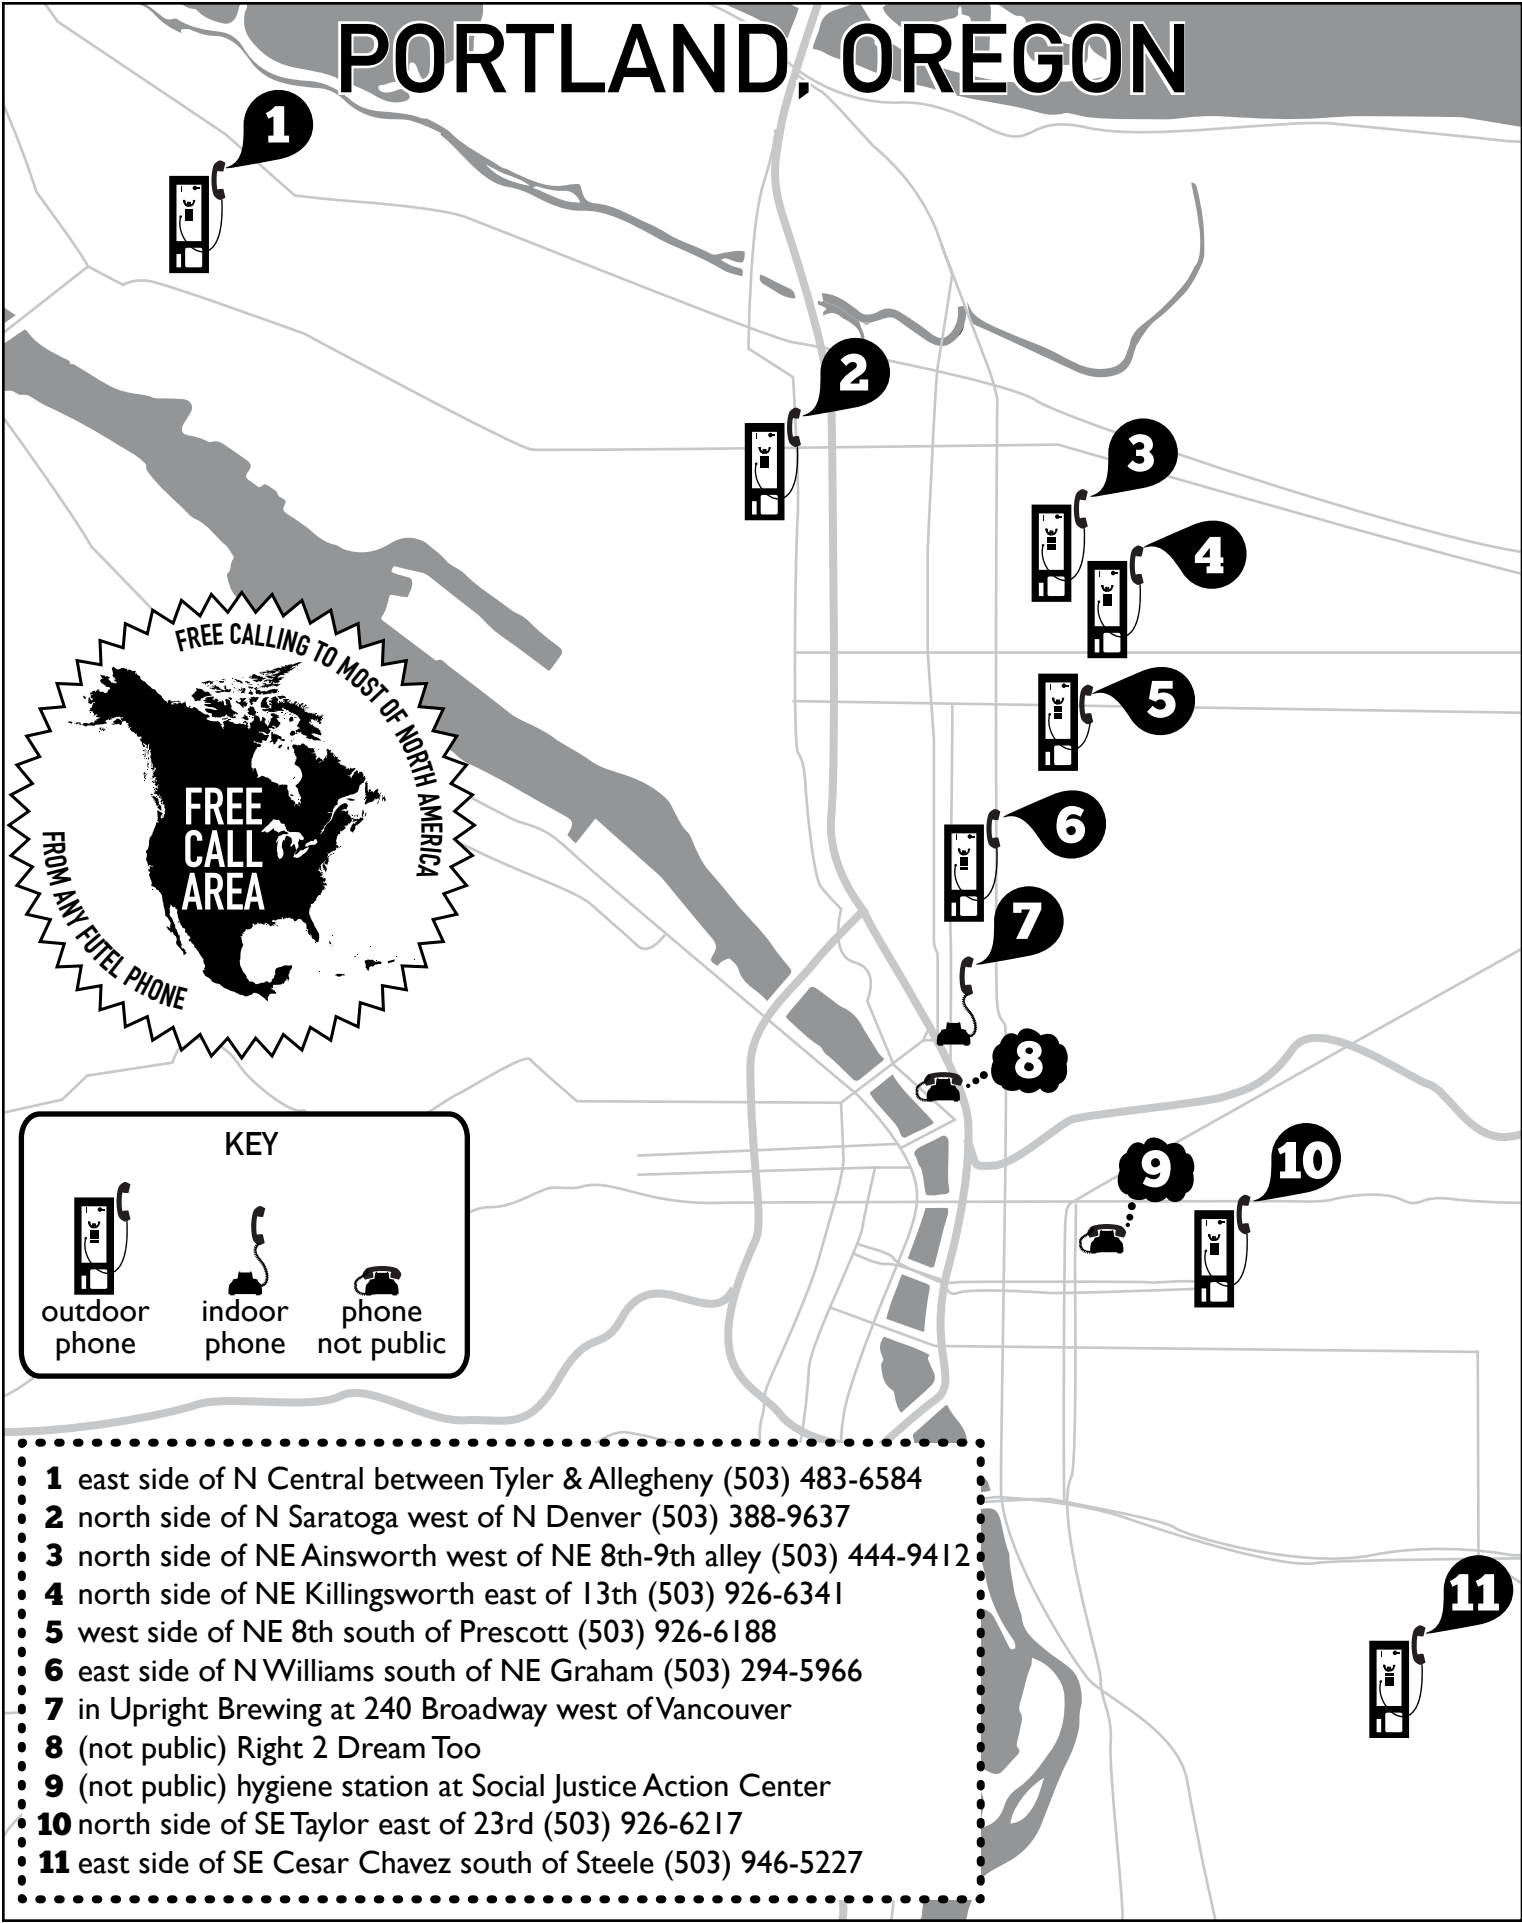 PORTLAND, OREGON
1
2
3
4
5
6
7
8
9
10
11
FREE CALLING TO MOST OF NORTH AMERICA
FREE
CALL
AREA
FROM ANY FUTEL PHONE
KEY
outdoor
phone
indoor
phone
phone
not public
1 east side of N Central between Tyler & Allegheny (503) 483-6584
2 north side of N Saratoga west of N Denver (503) 388-9637
3 north side of NE Ainsworth west of NE 8th-9th alley (503) 444-9412
4 north side of NE Killingsworth east of 13th (503) 926-6341
5 west side of NE 8th south of Prescott (503) 926-6188
6 east side of N Williams south of NE Graham (503) 294-5966
7 in Upright Brewing at 240 Broadway west of Vancouver
8 (not public) Right 2 Dream Too
9 (not public) hygiene station at Social Justice Action Center
10 north side of SE Taylor east of 23rd (503) 926-6217
11 east side of SE Cesar Chavez south of Steele (503) 946-5227